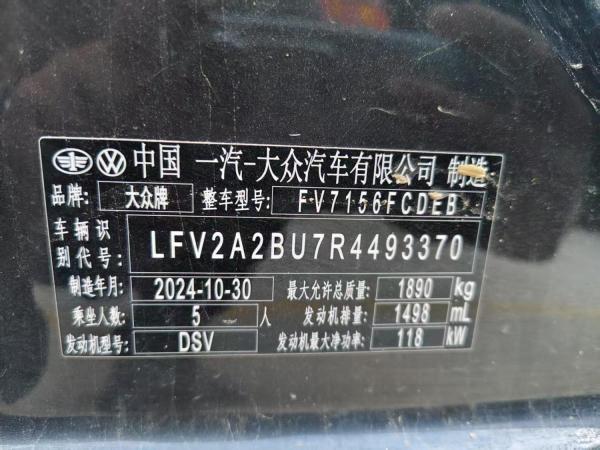 中国 一汽-大众汽车有限公司 制造
品牌: 大众牌 整车型号: FV7156FCDEB
车辆识
别代号: LFV2A2BU7R4493370
制造年月: 2024-10-30 最大允许总质量: 1890 kg
乘坐人数: 5 人 发动机排量: 1498 mL
发动机型号: DSV 发动机最大净功率: 118 kW